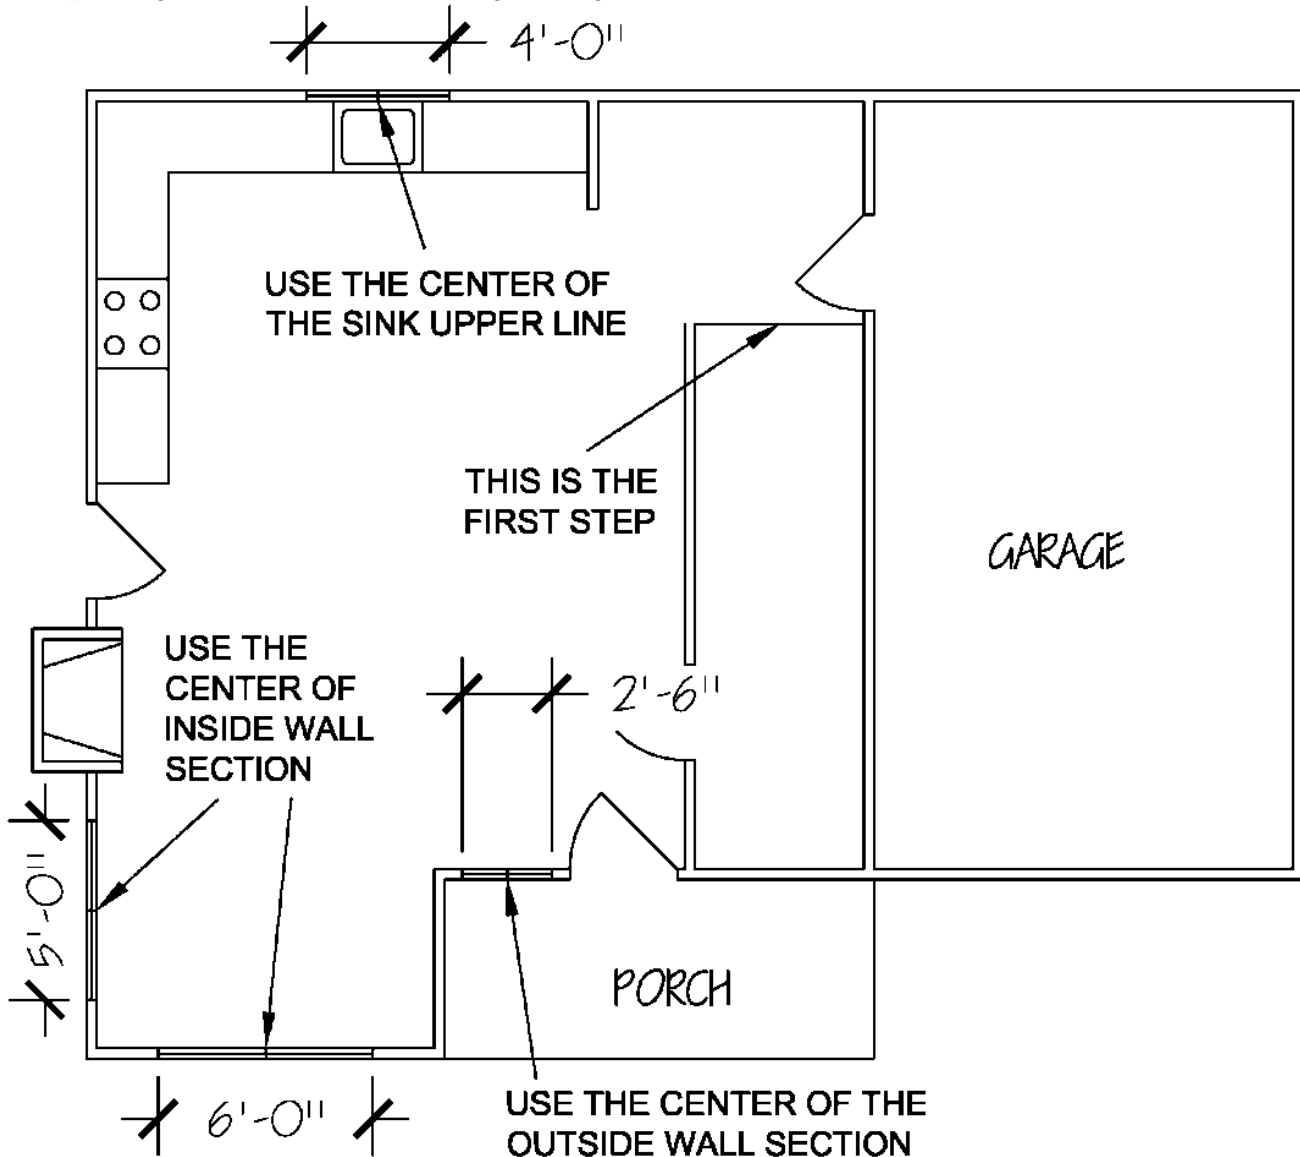 4'-0"
USE THE CENTER OF
THE SINK UPPER LINE
THIS IS THE
FIRST STEP
GARAGE
USE THE
CENTER OF
INSIDE WALL
SECTION
2'-6"
5'-0"
PORCH
6'-0"
USE THE CENTER OF THE
OUTSIDE WALL SECTION